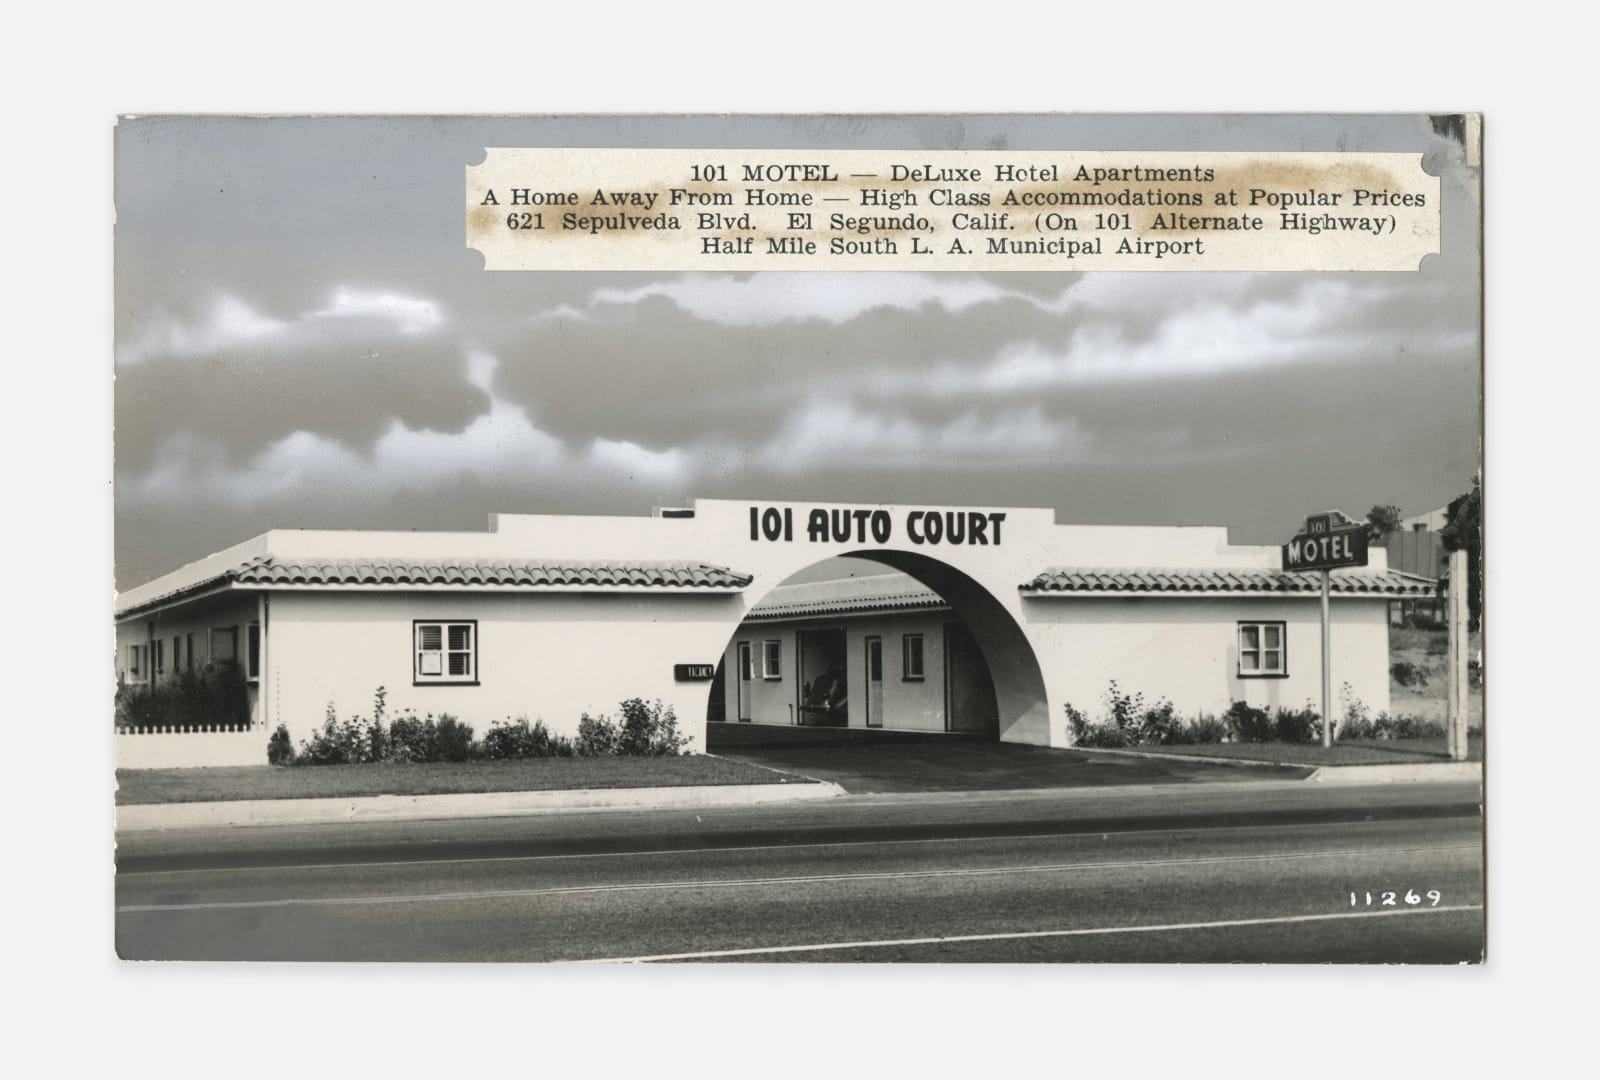 101 MOTEL — DeLuxe Hotel Apartments
A Home Away From Home — High Class Accommodations at Popular Prices
621 Sepulveda Blvd. El Segundo, Calif. (On 101 Alternate Highway)
Half Mile South L. A. Municipal Airport
101 AUTO COURT
101
MOTEL
VACANCY
11269